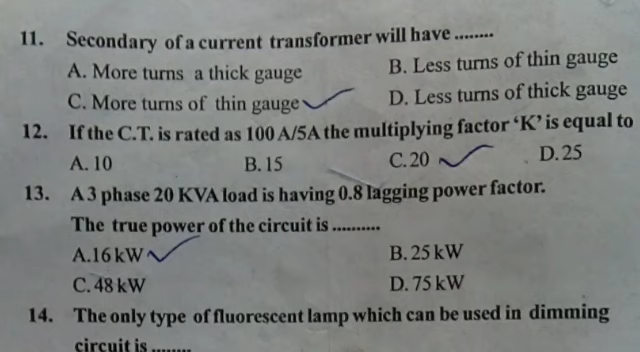 11. Secondary of a current transformer will have ........
A. More turns a thick gauge B. Less turns of thin gauge
C. More turns of thin gauge D. Less turns of thick gauge
12. If the C.T. is rated as 100 A/5A the multiplying factor ‘K’ is equal to
A. 10 B. 15 C. 20 D. 25
13. A 3 phase 20 KVA load is having 0.8 lagging power factor.
The true power of the circuit is ..........
A. 16 kW B. 25 kW
C. 48 kW D. 75 kW
14. The only type of fluorescent lamp which can be used in dimming
circuit is ........